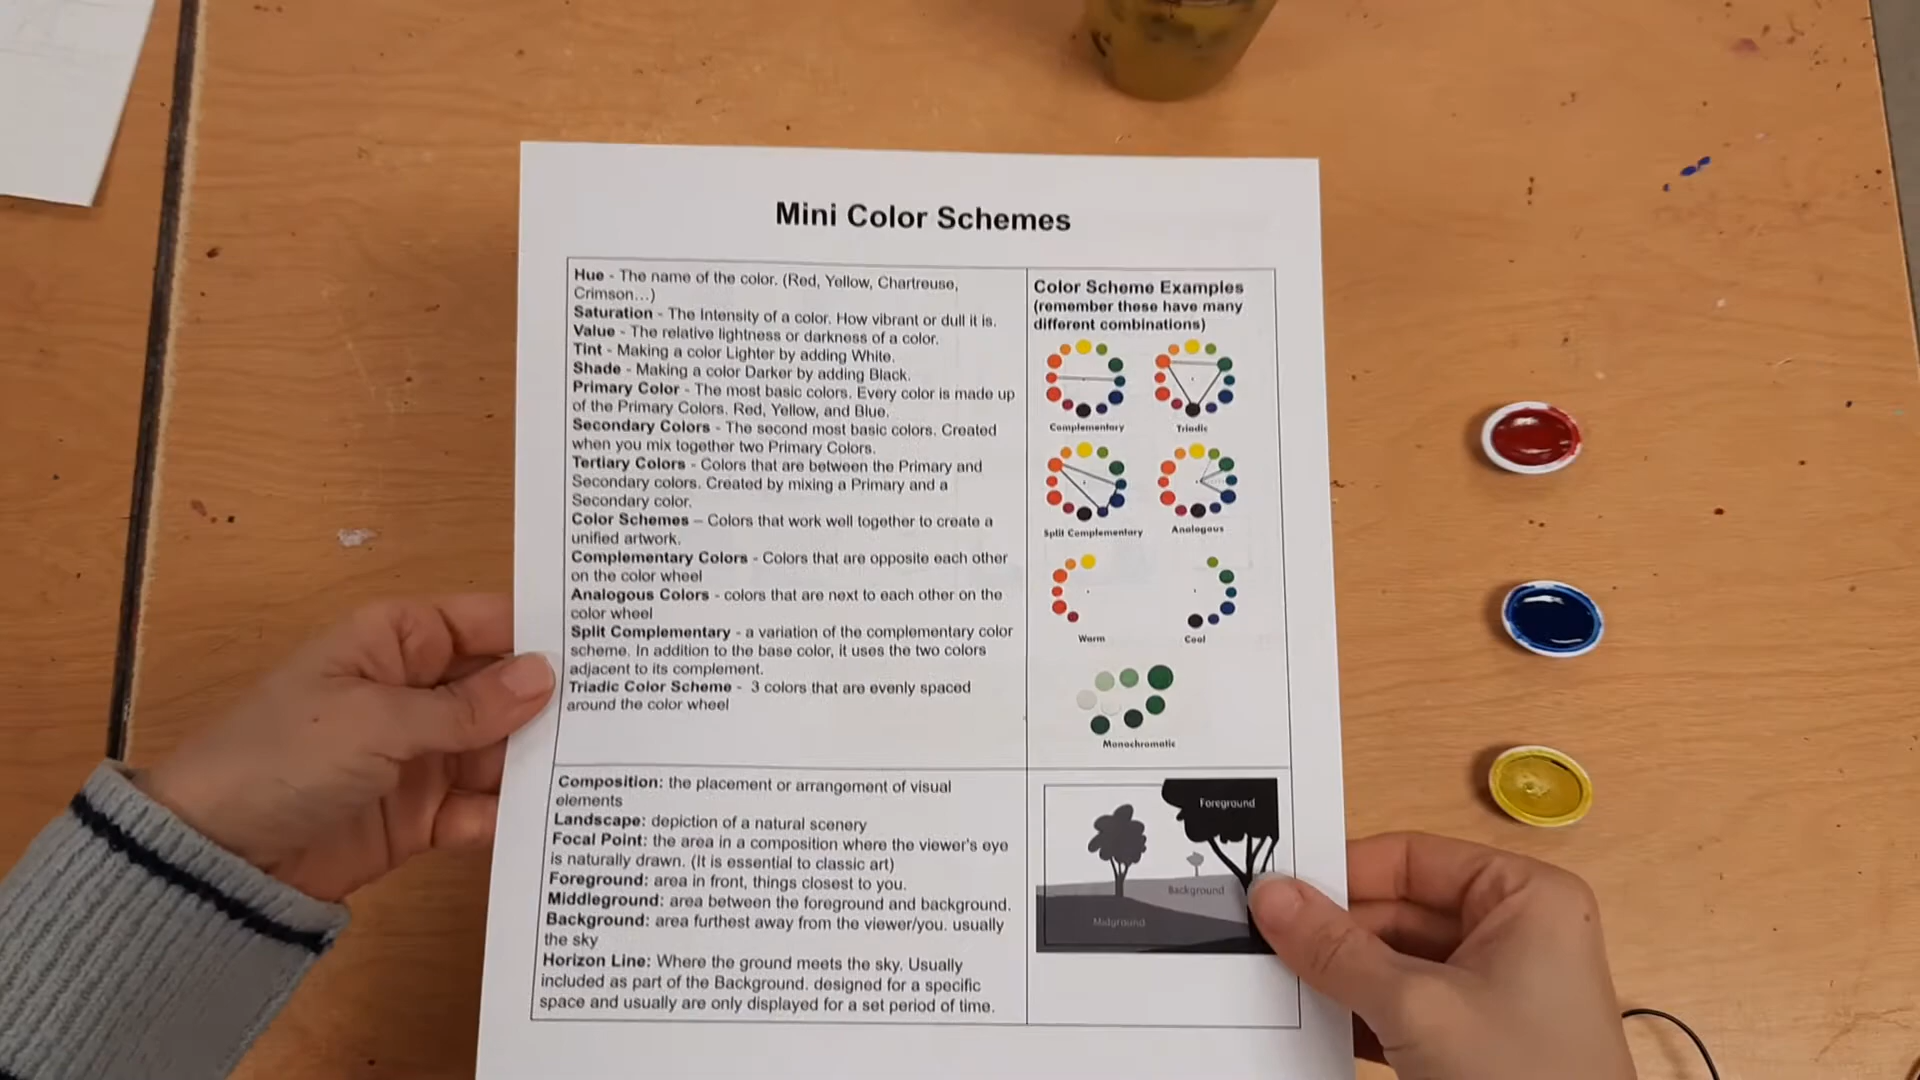 Mini Color Schemes
Hue - The name of the color. (Red, Yellow, Chartreuse,
Crimson...)
Saturation - The Intensity of a color. How vibrant or dull it is.
Value - The relative lightness or darkness of a color.
Tint - Making a color Lighter by adding White.
Shade - Making a color Darker by adding Black.
Primary Color - The most basic colors. Every color is made up
of the Primary Colors. Red, Yellow, and Blue.
Secondary Colors - The second most basic colors. Created
when you mix together two Primary Colors.
Tertiary Colors - Colors that are between the Primary and
Secondary colors. Created by mixing a Primary and a
Secondary color.
Color Schemes – Colors that work well together to create a
unified artwork.
Complementary Colors - Colors that are opposite each other
on the color wheel
Analogous Colors - colors that are next to each other on the
color wheel
Split Complementary - a variation of the complementary color
scheme. In addition to the base color, it uses the two colors
adjacent to its complement.
Triadic Color Scheme - 3 colors that are evenly spaced
around the color wheel
Color Scheme Examples
(remember these have many
different combinations)
Complementary
Triadic
Split Complementary
Analogous
Warm
Cool
Monochromatic
Composition: the placement or arrangement of visual
elements
Landscape: depiction of a natural scenery
Focal Point: the area in a composition where the viewer's eye
is naturally drawn. (It is essential to classic art)
Foreground: area in front, things closest to you.
Middleground: area between the foreground and background.
Background: area furthest away from the viewer/you. usually
the sky
Horizon Line: Where the ground meets the sky. Usually
included as part of the Background. designed for a specific
space and usually are only displayed for a set period of time.
Foreground
Background
Midground